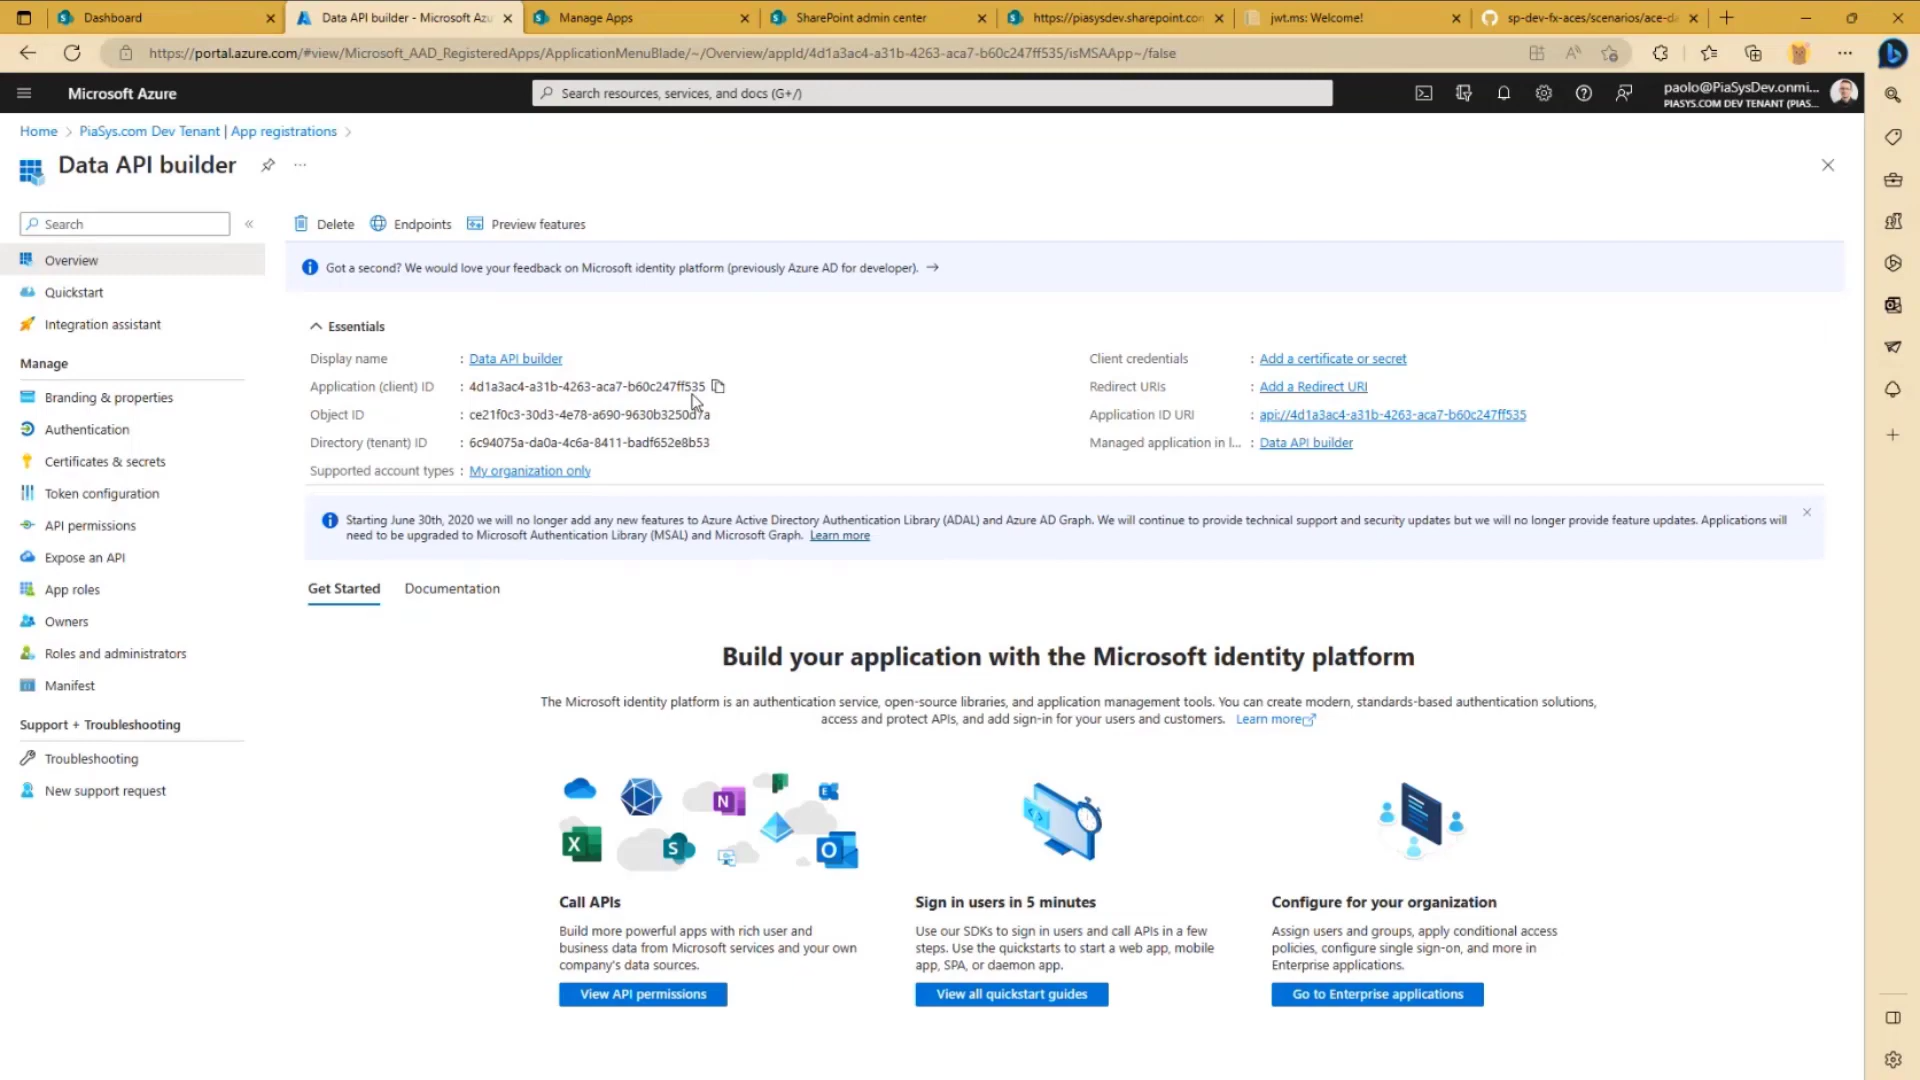 Dashboard
Data API builder - Microsoft Azu
Manage Apps
SharePoint admin center
https://piasysdev.sharepoint.con
jwt.ms: Welcome!
sp-dev-fx-aces/scenarios/ace-d
https://portal.azure.com/#view/Microsoft_AAD_RegisteredApps/ApplicationMenuBlade/~/Overview/appId/4d1a3ac4-a31b-4263-aca7-b60c247ff535/isMSAApp~/false
Microsoft Azure
Search resources, services, and docs (G+/)
paolo@PiaSysDev.onmi...
PIASYS.COM DEV TENANT (PIAS...
Home > PiaSys.com Dev Tenant | App registrations >
Data API builder
Search
Delete
Endpoints
Preview features
Got a second? We would love your feedback on Microsoft identity platform (previously Azure AD for developer).
Overview
Quickstart
Integration assistant
Manage
Branding & properties
Authentication
Certificates & secrets
Token configuration
API permissions
Expose an API
App roles
Owners
Roles and administrators
Manifest
Support + Troubleshooting
Troubleshooting
New support request
Essentials
Display name : Data API builder
Application (client) ID : 4d1a3ac4-a31b-4263-aca7-b60c247ff535
Object ID : ce21f0c3-30d3-4e78-a690-9630b3250d7a
Directory (tenant) ID : 6c94075a-da0a-4c6a-8411-badf652e8b53
Supported account types : My organization only
Client credentials : Add a certificate or secret
Redirect URIs : Add a Redirect URI
Application ID URI : api://4d1a3ac4-a31b-4263-aca7-b60c247ff535
Managed application in l... : Data API builder
Starting June 30th, 2020 we will no longer add any new features to Azure Active Directory Authentication Library (ADAL) and Azure AD Graph. We will continue to provide technical support and security updates but we will no longer provide feature updates. Applications will
need to be upgraded to Microsoft Authentication Library (MSAL) and Microsoft Graph. Learn more
Get Started
Documentation
Build your application with the Microsoft identity platform
The Microsoft identity platform is an authentication service, open-source libraries, and application management tools. You can create modern, standards-based authentication solutions,
access and protect APIs, and add sign-in for your users and customers. Learn more
Call APIs
Build more powerful apps with rich user and
business data from Microsoft services and your own
company's data sources.
View API permissions
Sign in users in 5 minutes
Use our SDKs to sign in users and call APIs in a few
steps. Use the quickstarts to start a web app, mobile
app, SPA, or daemon app.
View all quickstart guides
Configure for your organization
Assign users and groups, apply conditional access
policies, configure single sign-on, and more in
Enterprise applications.
Go to Enterprise applications